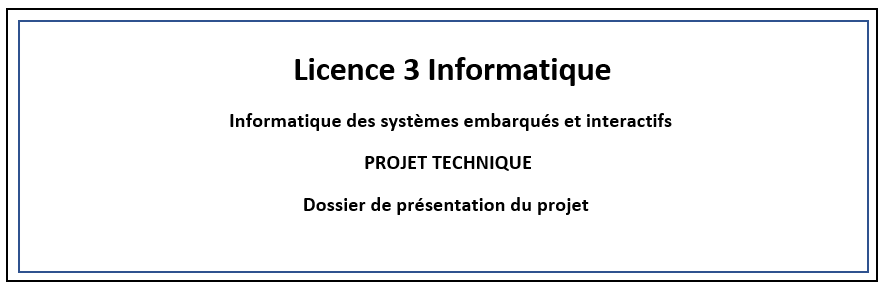 Licence 3 Informatique
Informatique des systèmes embarqués et interactifs
PROJET TECHNIQUE
Dossier de présentation du projet